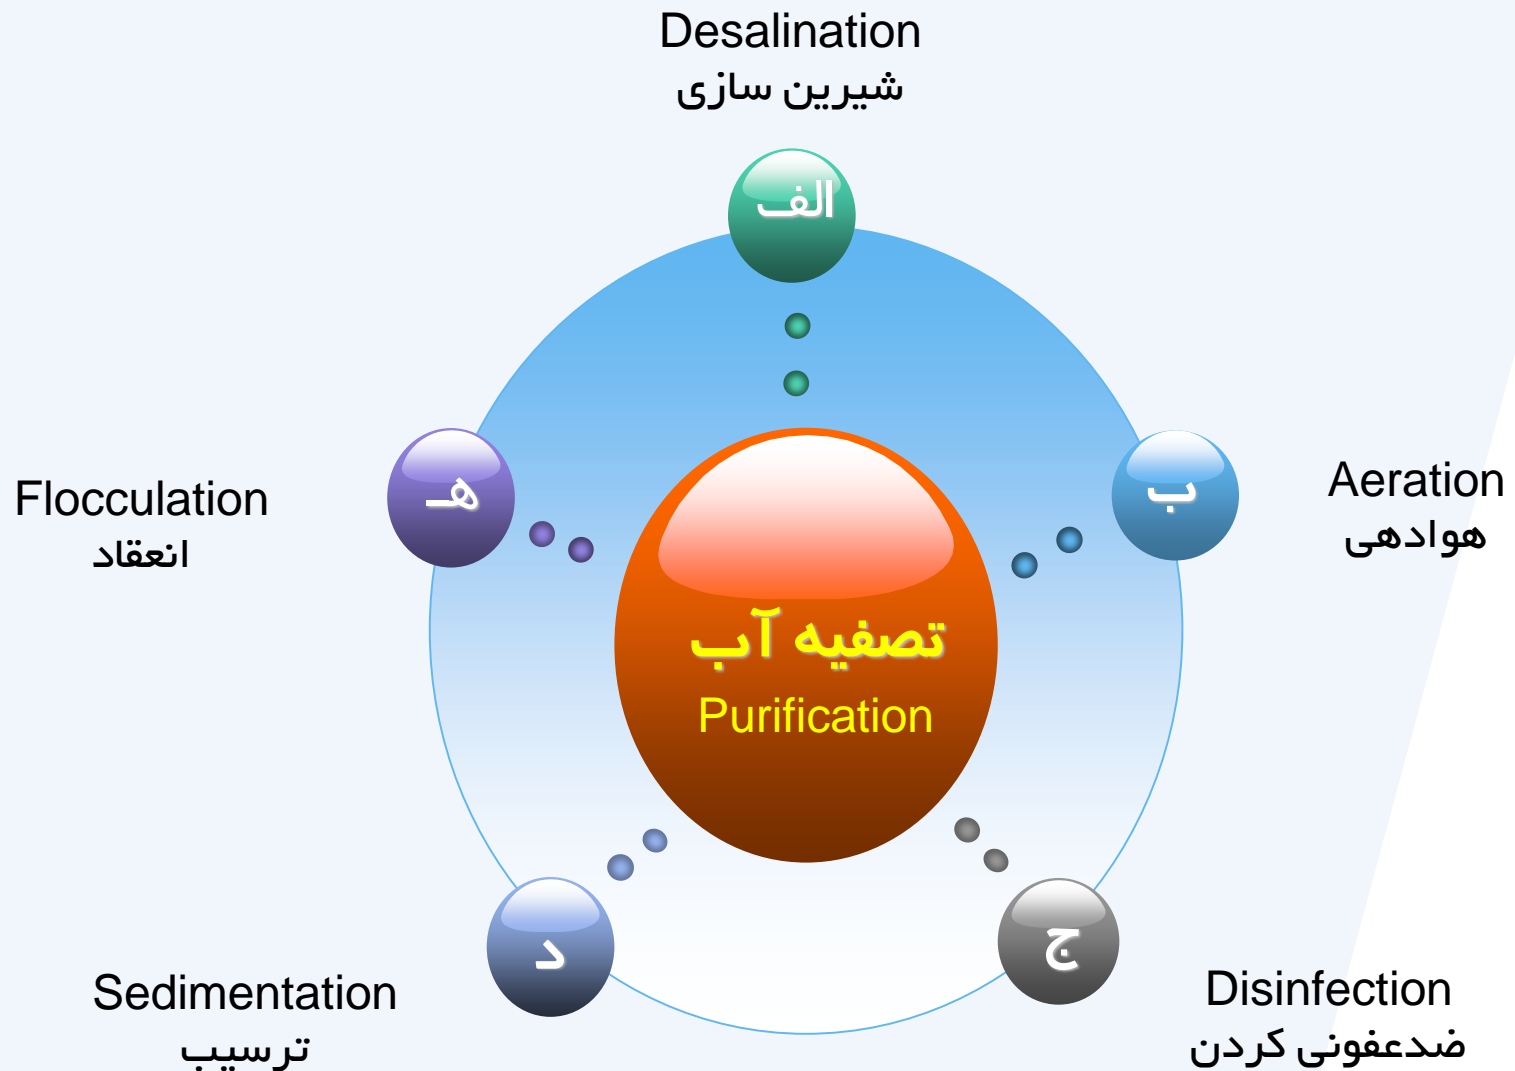 Desalination
شیرین سازی
الف
هـ
ب
Flocculation
انعقاد
Aeration
هوادهی
تصفیه آب
Purification
د
ج
Sedimentation
ترسیب
Disinfection
ضدعفونی کردن